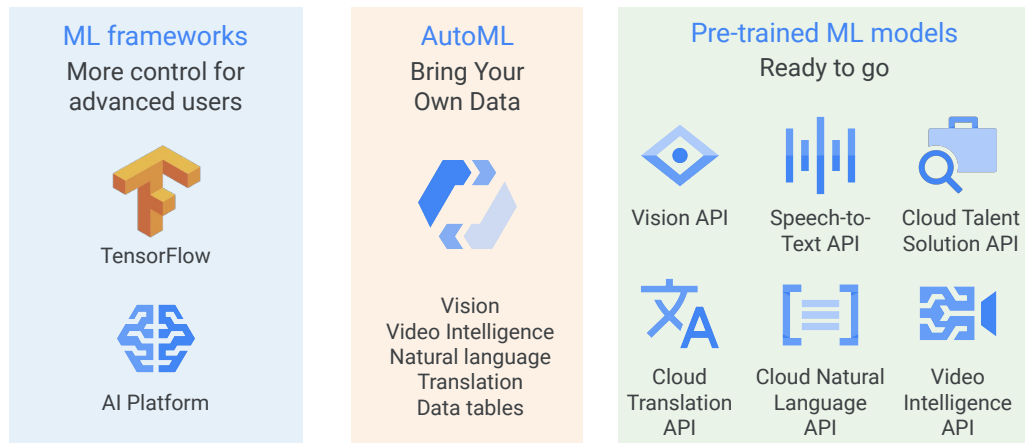 ML frameworks
More control for
advanced users
TensorFlow
AI Platform
AutoML
Bring Your
Own Data
Vision
Video Intelligence
Natural language
Translation
Data tables
Pre-trained ML models
Ready to go
Vision API
Speech-to-
Text API
Cloud Talent
Solution API
文A
Cloud
Translation
API
Cloud Natural
Language
API
Video
Intelligence
API